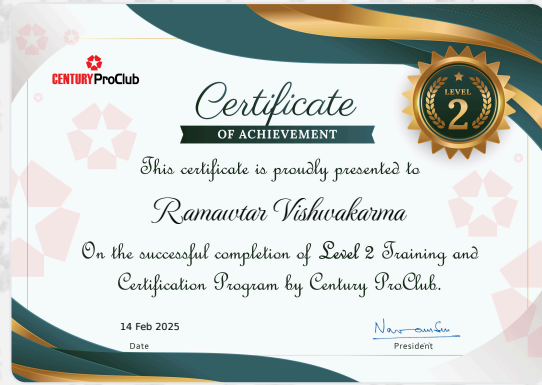 CENTURY ProClub
LEVEL
2
Certificate
OF ACHIEVEMENT
This certificate is proudly presented to
Ramawtar Vishwakarma
On the successful completion of Level 2 Training and
Certification Program by Century ProClub.
14 Feb 2025
Date
President